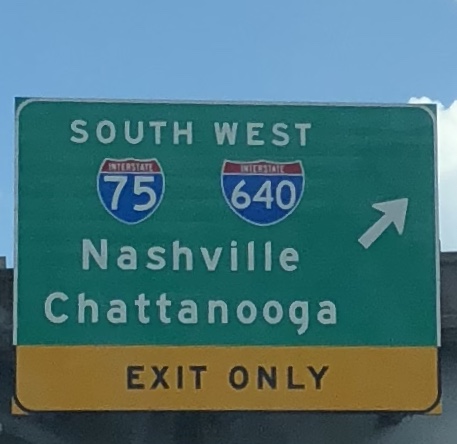 SOUTH WEST
INTERSTATE INTERSTATE
75 640
Nashville
Chattanooga
EXIT ONLY